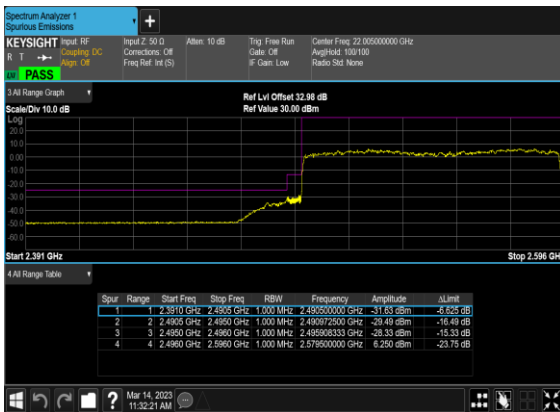 Spectrum Analyzer 1
Spurious Emissions
KEYSIGHT
R T
LV PASS
Input: RF
Coupling: DC
Align: Off
Input Z: 50 Ω
Corrections: Off
Freq Ref: Int (S)
Atten: 10 dB
Trig: Free Run
Gate: Off
IF Gain: Low
Center Freq: 22.005000000 GHz
Avg|Hold: 100/100
Radio Std: None
3 All Range Graph
Scale/Div 10.0 dB
Ref Lvl Offset 32.98 dB
Ref Value 30.00 dBm
Log
20.0
10.0
0.00
-10.0
-20.0
-30.0
-40.0
-50.0
-60.0
Start 2.391 GHz
Stop 2.596 GH
4 All Range Table
Spur Range Start Freq Stop Freq RBW Frequency Amplitude ΔLimit
1 1 2.3910 GHz 2.4905 GHz 1.000 MHz 2.490500000 GHz -31.63 dBm -6.625 dB
2 2 2.4905 GHz 2.4950 GHz 1.000 MHz 2.490972500 GHz -29.49 dBm -16.49 dB
3 3 2.4950 GHz 2.4960 GHz 1.000 MHz 2.495908333 GHz -28.33 dBm -15.33 dB
4 4 2.4960 GHz 2.5960 GHz 1.000 MHz 2.579500000 GHz 6.250 dBm -23.75 dB
?
Mar 14, 2023
11:32:21 AM